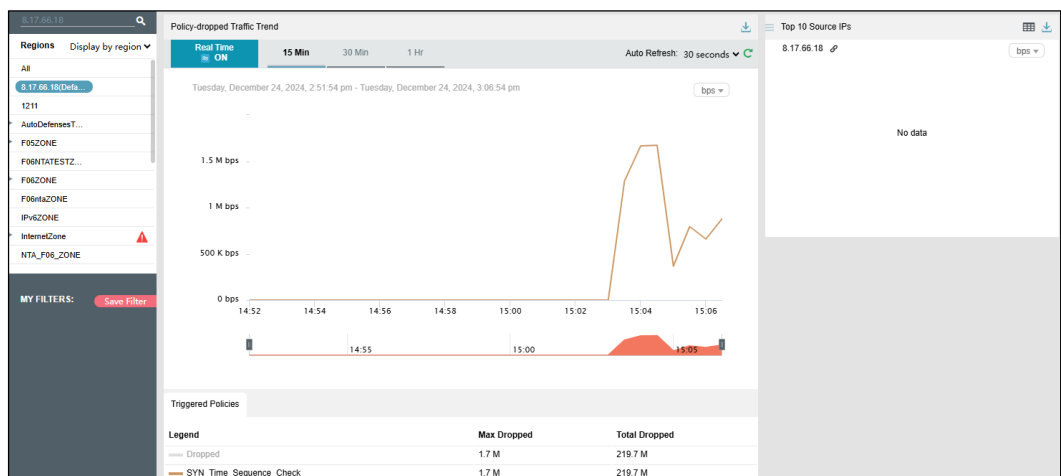 8.17.66.18
Regions Display by region
All
8.17.66.18(Defa...
1211
AutoDefensesT...
F05ZONE
F06NTATESTZ...
F06ZONE
F06ntaZONE
IPv6ZONE
InternetZone
NTA_F06_ZONE
MY FILTERS: Save Filter
Policy-dropped Traffic Trend
Real Time
ON
15 Min 30 Min 1 Hr
Auto Refresh: 30 seconds
Tuesday, December 24, 2024, 2:51:54 pm - Tuesday, December 24, 2024, 3:06:54 pm
bps
1.5 M bps
1 M bps
500 K bps
0 bps
14:52 14:54 14:56 14:58 15:00 15:02 15:04 15:06
14:55 15:00 15:05
Triggered Policies
Legend Max Dropped Total Dropped
Dropped 1.7 M 219.7 M
SYN_Time_Sequence_Check 1.7 M 219.7 M
Top 10 Source IPs
8.17.66.18
bps
No data